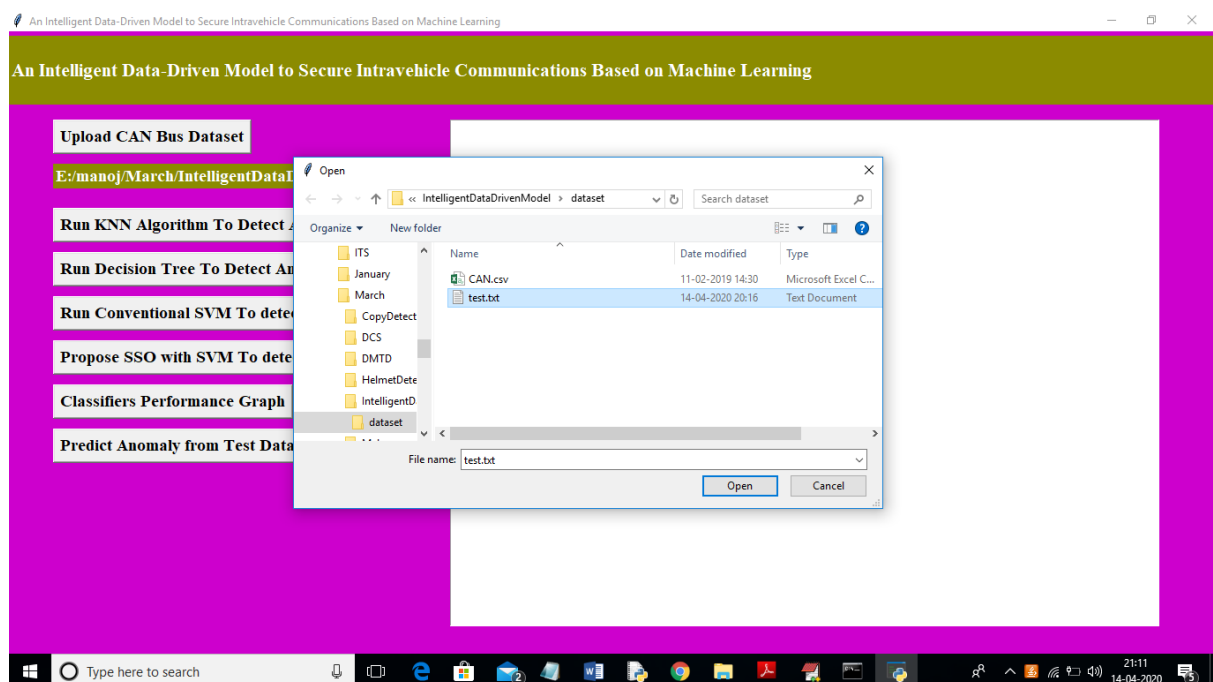 An Intelligent Data-Driven Model to Secure Intravehicle Communications Based on Machine Learning
An Intelligent Data-Driven Model to Secure Intravehicle Communications Based on Machine Learning
Upload CAN Bus Dataset
E:/manoj/March/IntelligentDataD
Run KNN Algorithm To Detect A
Run Decision Tree To Detect An
Run Conventional SVM To detec
Propose SSO with SVM To dete
Classifiers Performance Graph
Predict Anomaly from Test Data
Open
« IntelligentDataDrivenModel › dataset
Search dataset
Organize
New folder
ITS
January
March
CopyDetect
DCS
DMTD
HelmetDete
IntelligentD
dataset
Name Date modified Type
CAN.csv 11-02-2019 14:30 Microsoft Excel C...
test.txt 14-04-2020 20:16 Text Document
File name: test.txt
Open Cancel
Type here to search
2
21:11
14-04-2020
5